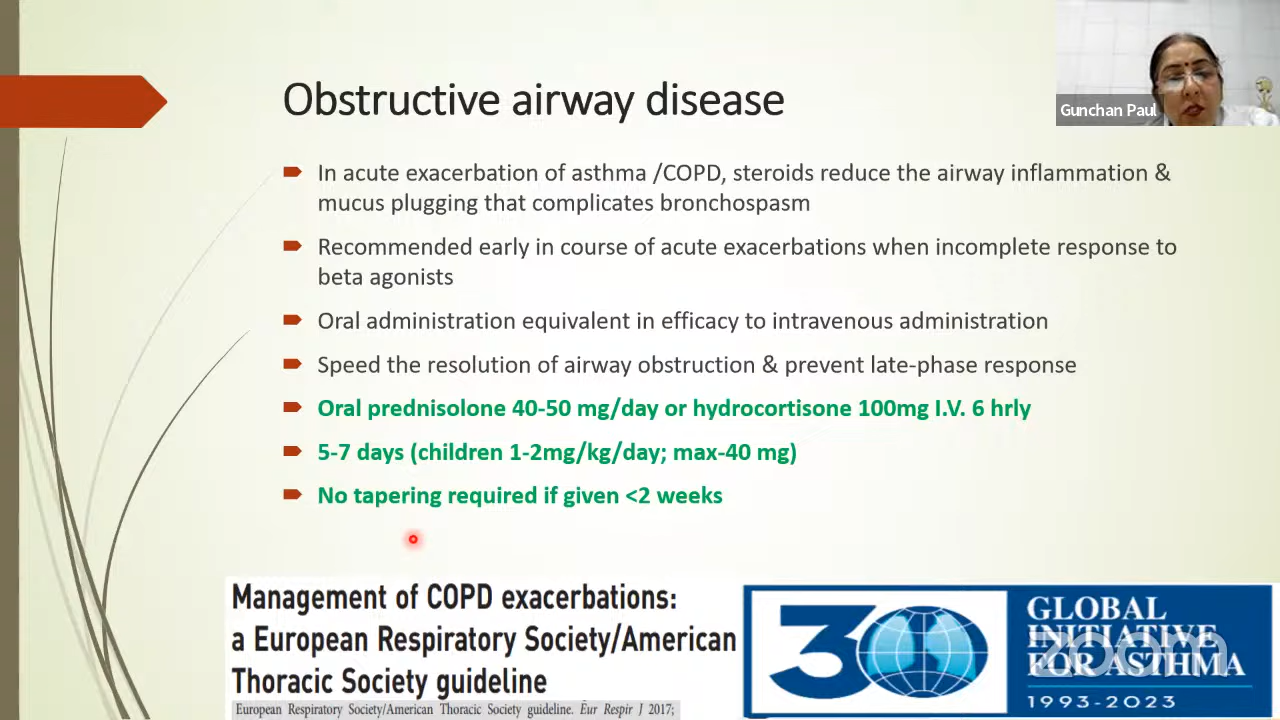 Obstructive airway disease
Gunchan Paul
In acute exacerbation of asthma /COPD, steroids reduce the airway inflammation &
mucus plugging that complicates bronchospasm
Recommended early in course of acute exacerbations when incomplete response to
beta agonists
Oral administration equivalent in efficacy to intravenous administration
Speed the resolution of airway obstruction & prevent late-phase response
Oral prednisolone 40-50 mg/day or hydrocortisone 100mg I.V. 6 hrly
5-7 days (children 1-2mg/kg/day; max-40 mg)
No tapering required if given <2 weeks
Management of COPD exacerbations:
a European Respiratory Society/American
Thoracic Society guideline
European Respiratory Society/American Thoracic Society guideline. Eur Respir J 2017;
30
GLOBAL
INITIATIVE
FOR ASTHMA
1993-2023
zoom